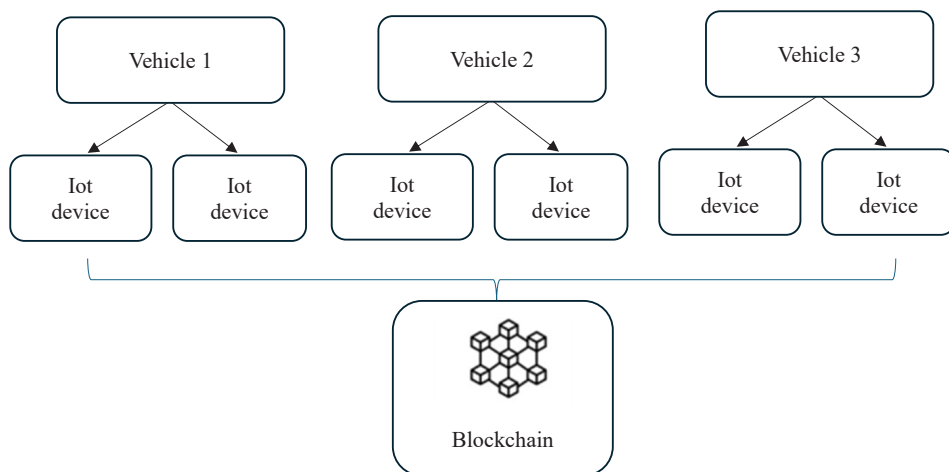 Vehicle 1
Vehicle 2
Vehicle 3
Iot
device
Iot
device
Iot
device
Iot
device
Iot
device
Iot
device
Blockchain